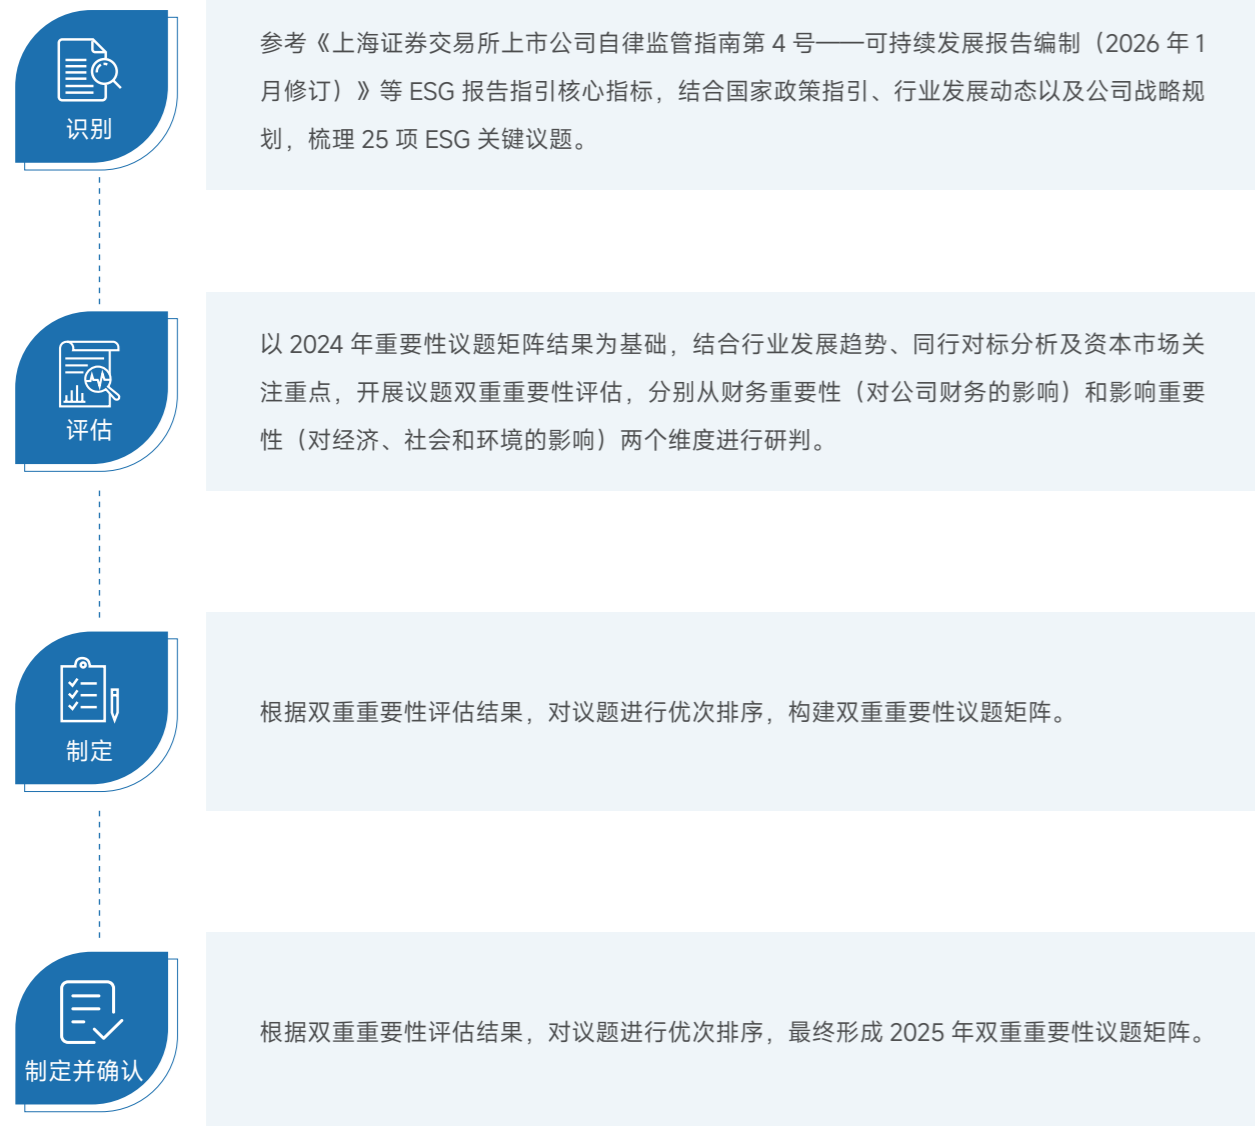 识别
参考《上海证券交易所上市公司自律监管指南第 4 号——可持续发展报告编制（2026 年 1
月修订）》等 ESG 报告指引核心指标，结合国家政策指引、行业发展动态以及公司战略规
划，梳理 25 项 ESG 关键议题。
评估
以 2024 年重要性议题矩阵结果为基础，结合行业发展趋势、同行对标分析及资本市场关
注重点，开展议题双重重要性评估，分别从财务重要性（对公司财务的影响）和影响重要
性（对经济、社会和环境的影响）两个维度进行研判。
制定
根据双重重要性评估结果，对议题进行优次排序，构建双重重要性议题矩阵。
制定并确认
根据双重重要性评估结果，对议题进行优次排序，最终形成 2025 年双重重要性议题矩阵。